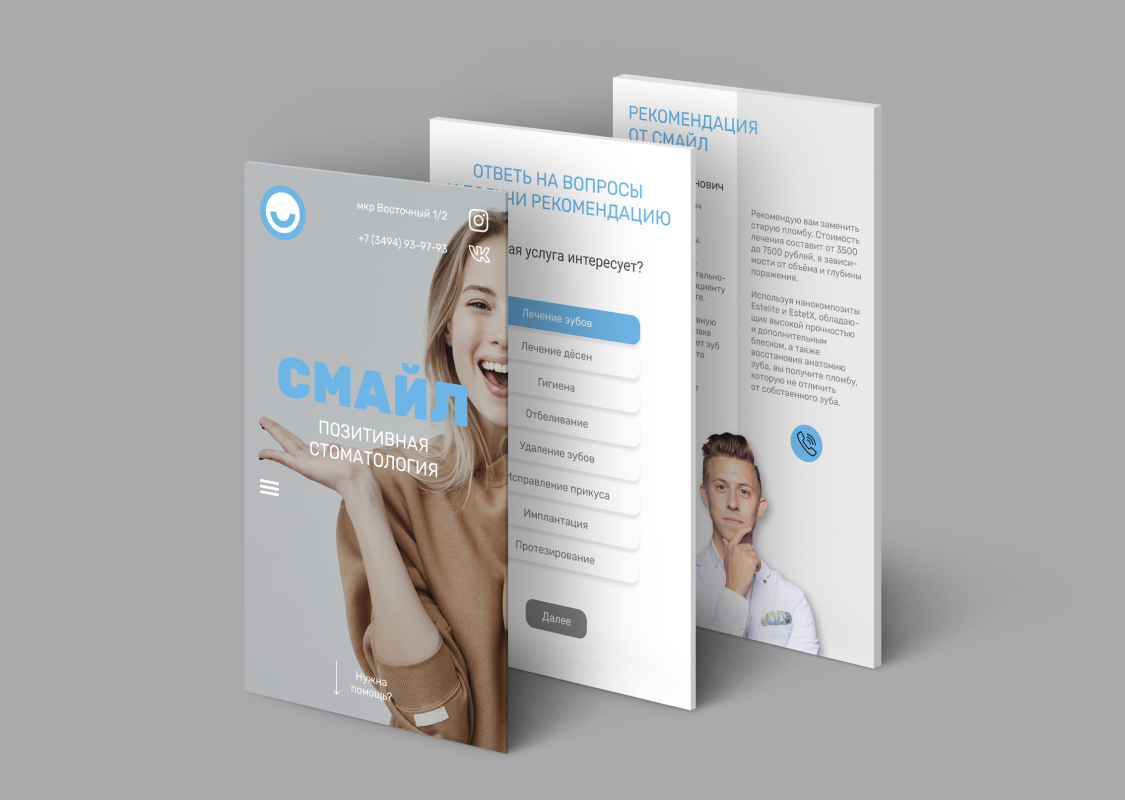 мкр Восточный 1/2
+7 (3494) 93-97-93
СМАЙЛ
ПОЗИТИВНАЯ
СТОМАТОЛОГИЯ
Нужна
помощь?
ОТВЕТЬ НА ВОПРОСЫ
РЕКОМЕНДАЦИЮ
услуга интересует?
Лечение зубов
Лечение дёсен
Гигиена
Отбеливание
Удаление зубов
Исправление прикуса
Имплантация
Протезирование
Далее
РЕКОМЕНДАЦИЯ
ОТ СМАЙЛ
Рекомендую вам заменить
старую пломбу. Стоимость
лечения составит от 3500
до 7500 рублей, в зависи-
мости от объёма и глубины
поражения.
Используя нанокомпозиты
Estelite и EstetX, обладаю-
щие высокой прочностью
и дополнительным
блеском, а также
восстановив анатомию
зуба, вы получите пломбу,
которую не отличить
от собственного зуба.